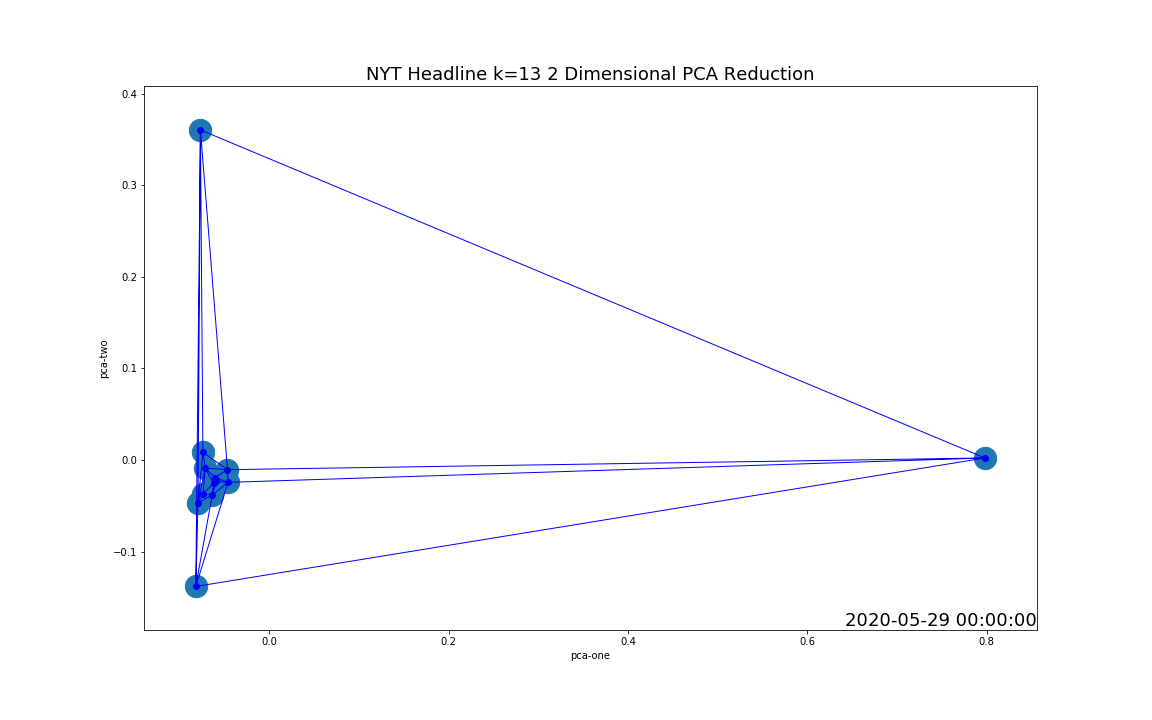 NYT Headline k=13 2 Dimensional PCA Reduction
0.4
0.3
0.2
0.1
0.0
−0.1
pca-two
2020-05-29 00:00:00
0.0 0.2 0.4 0.6 0.8
pca-one